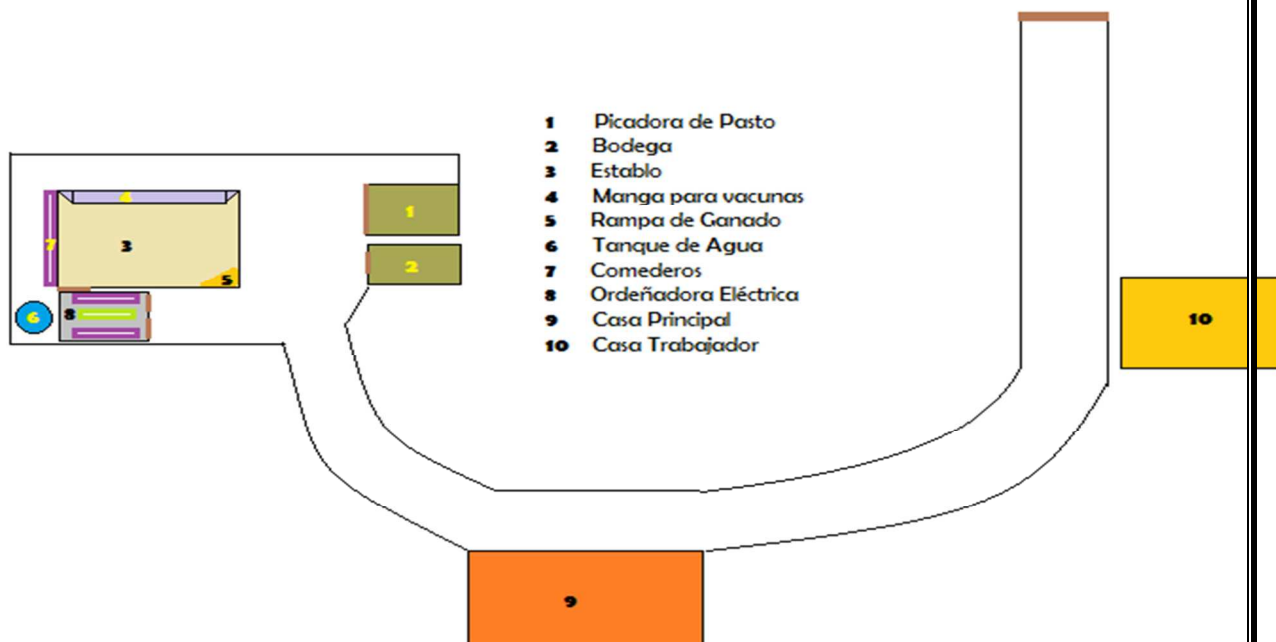 1 Picadora de Pasto
2 Bodega
3 Establo
4 Manga para vacunas
5 Rampa de Ganado
6 Tanque de Agua
7 Comederos
8 Ordeñadora Eléctrica
9 Casa Principal
10 Casa Trabajador
4
1
7
3
2
5
6
8
10
9